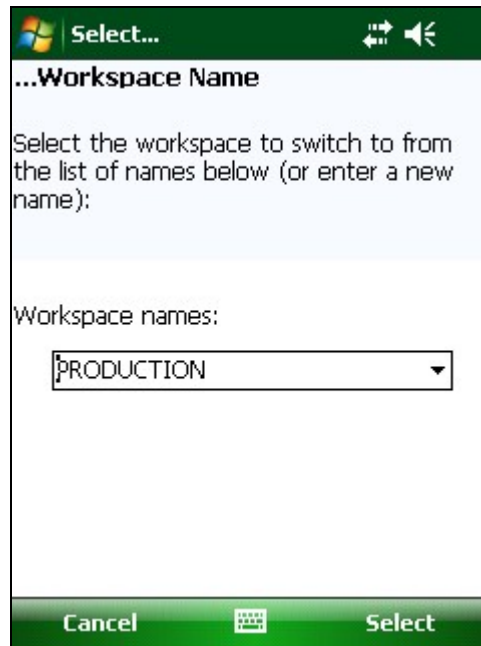 Select...
...Workspace Name
Select the workspace to switch to from
the list of names below (or enter a new
name):
Workspace names:
PRODUCTION
Cancel
Select